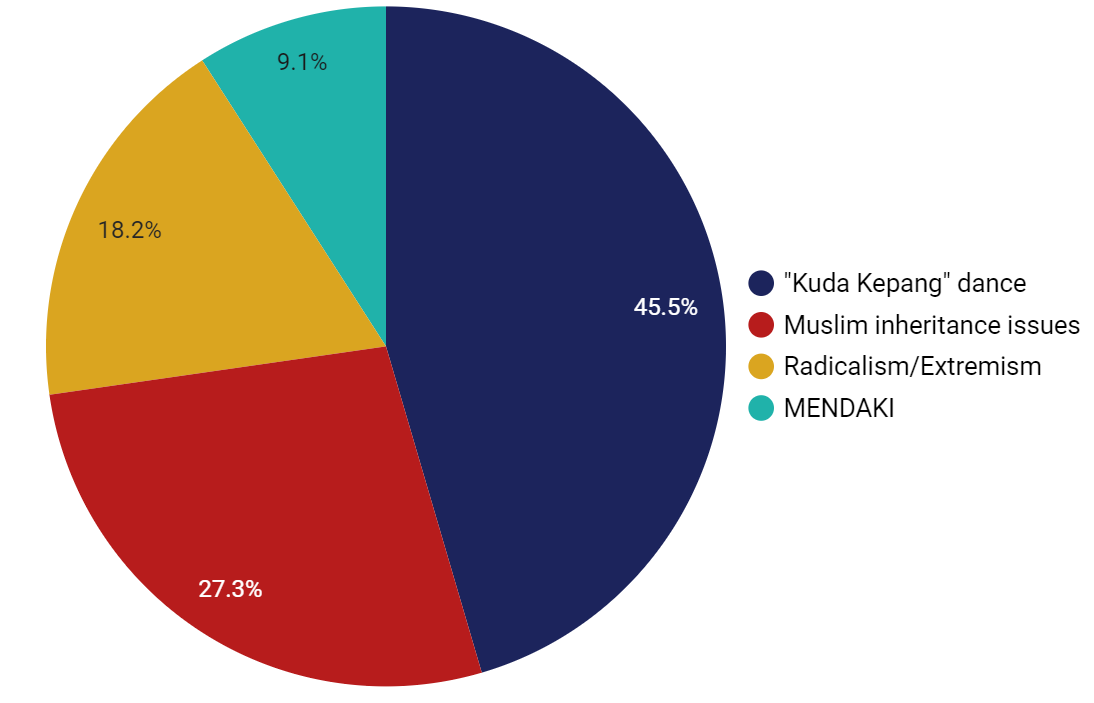 9.1%
18.2%
45.5%
27.3%
"Kuda Kepang" dance
Muslim inheritance issues
Radicalism/Extremism
MENDAKI